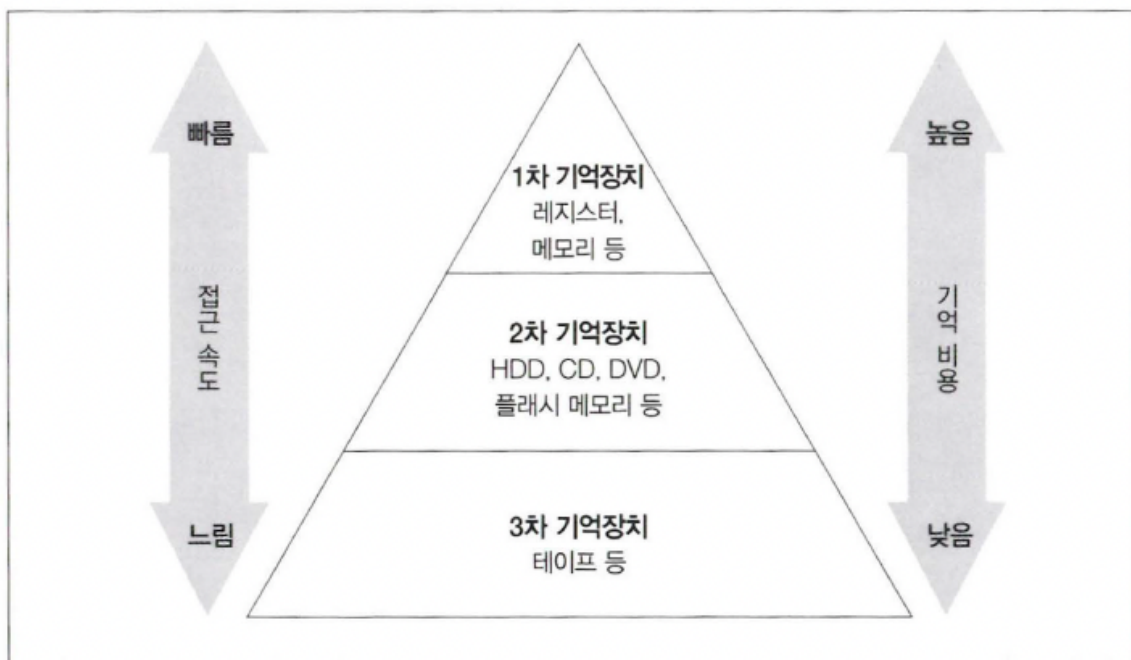 빠름
높음
1차 기억장치
레지스터,
메모리 등
접근 속도
기억 비용
2차 기억장치
HDD, CD, DVD,
플래시 메모리 등
느림
낮음
3차 기억장치
테이프 등